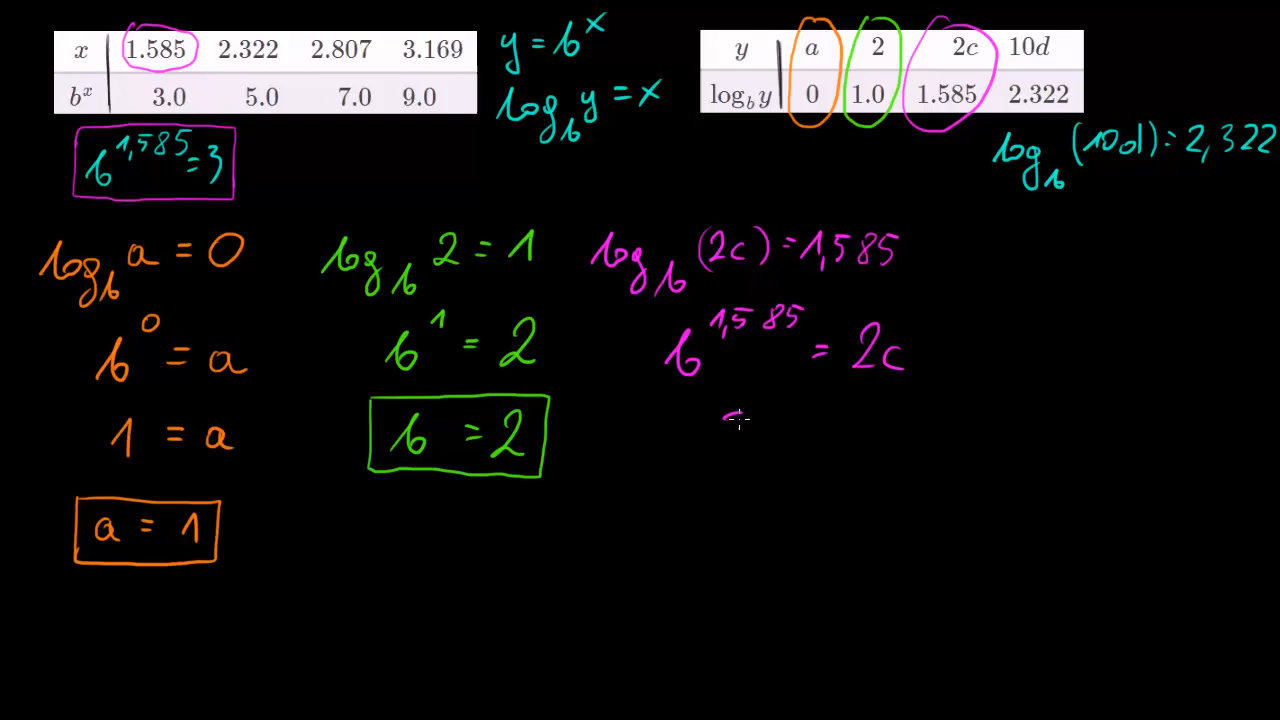 x 1.585 2.322 2.807 3.169
bˣ 3.0 5.0 7.0 9.0
y = bˣ
log_b y = x
y a 2 2c 10d
log_b y 0 1.0 1.585 2.322
b^1,585 = 3
log_b (10d) = 2,322
log_b a = 0
b^0 = a
1 = a
a = 1
log_b 2 = 1
b^1 = 2
b = 2
log_b (2c) = 1,585
b^1,585 = 2c